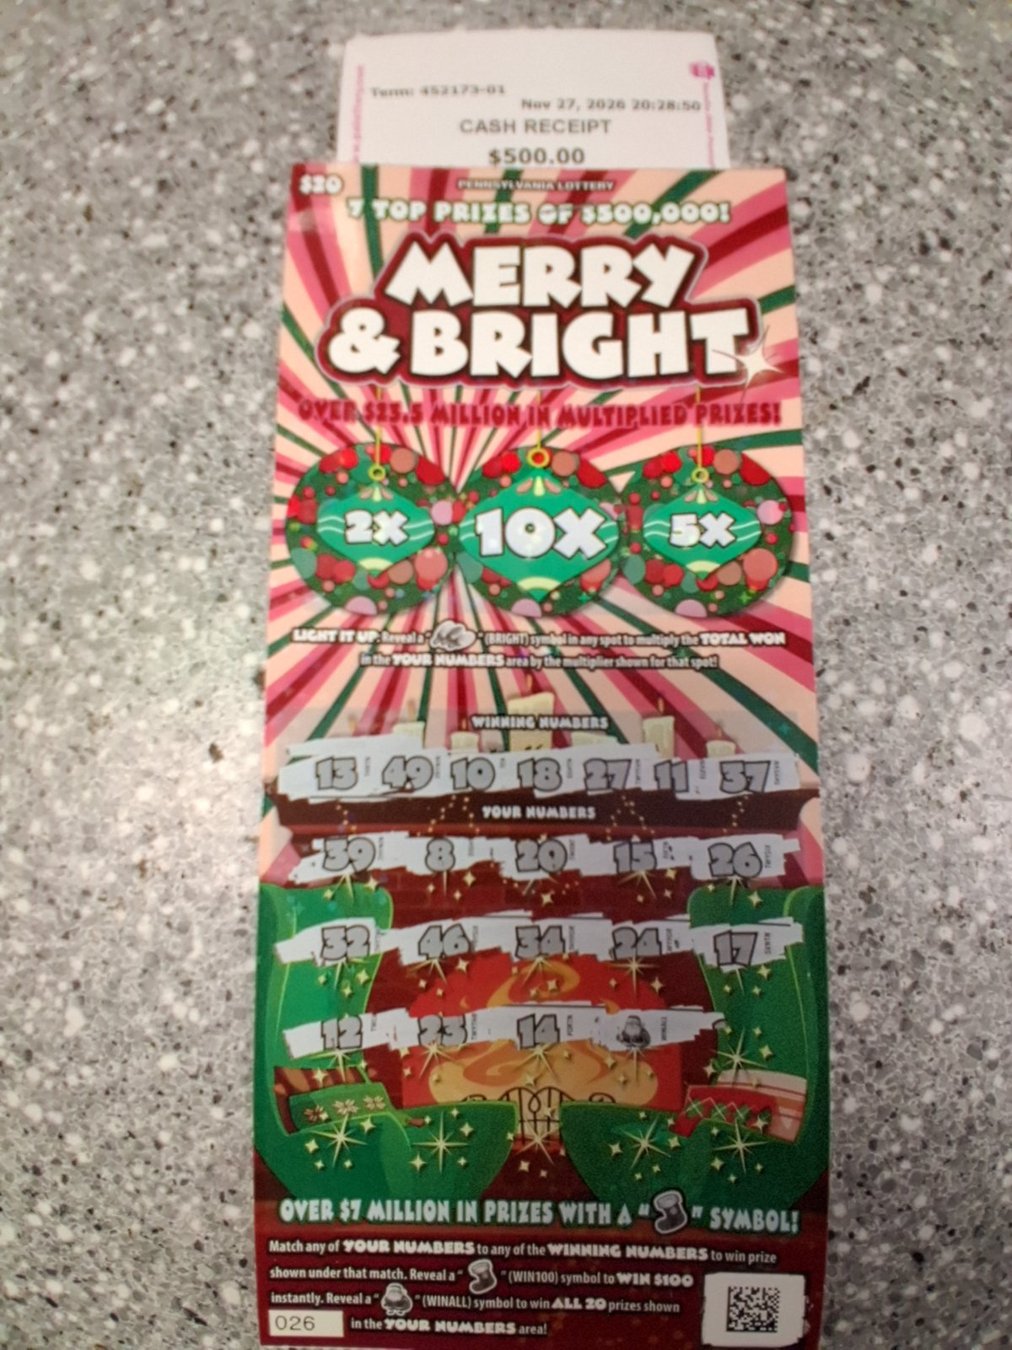 Term: 452173-01
Nov 27, 2026 20:28:50
CASH RECEIPT
$500.00
$20
PENNSYLVANIA LOTTERY
7 TOP PRIZES OF $500,000!
MERRY
& BRIGHT
OVER $23.5 MILLION IN MULTIPLIED PRIZES!
2X 10X 5X
LIGHT IT UP: Reveal a " " (BRIGHT) symbol in any spot to multiply the TOTAL WON
in the YOUR NUMBERS area by the multiplier shown for that spot!
WINNING NUMBERS
13 49 10 18 27 11 37
YOUR NUMBERS
39 8 20 15 26
32 46 34 24 17
12 23 14
OVER $7 MILLION IN PRIZES WITH A " " SYMBOL!
Match any of YOUR NUMBERS to any of the WINNING NUMBERS to win prize
shown under that match. Reveal a " " (WIN100) symbol to WIN $100
instantly. Reveal a " " (WINALL) symbol to win ALL 20 prizes shown
026 in the YOUR NUMBERS area!